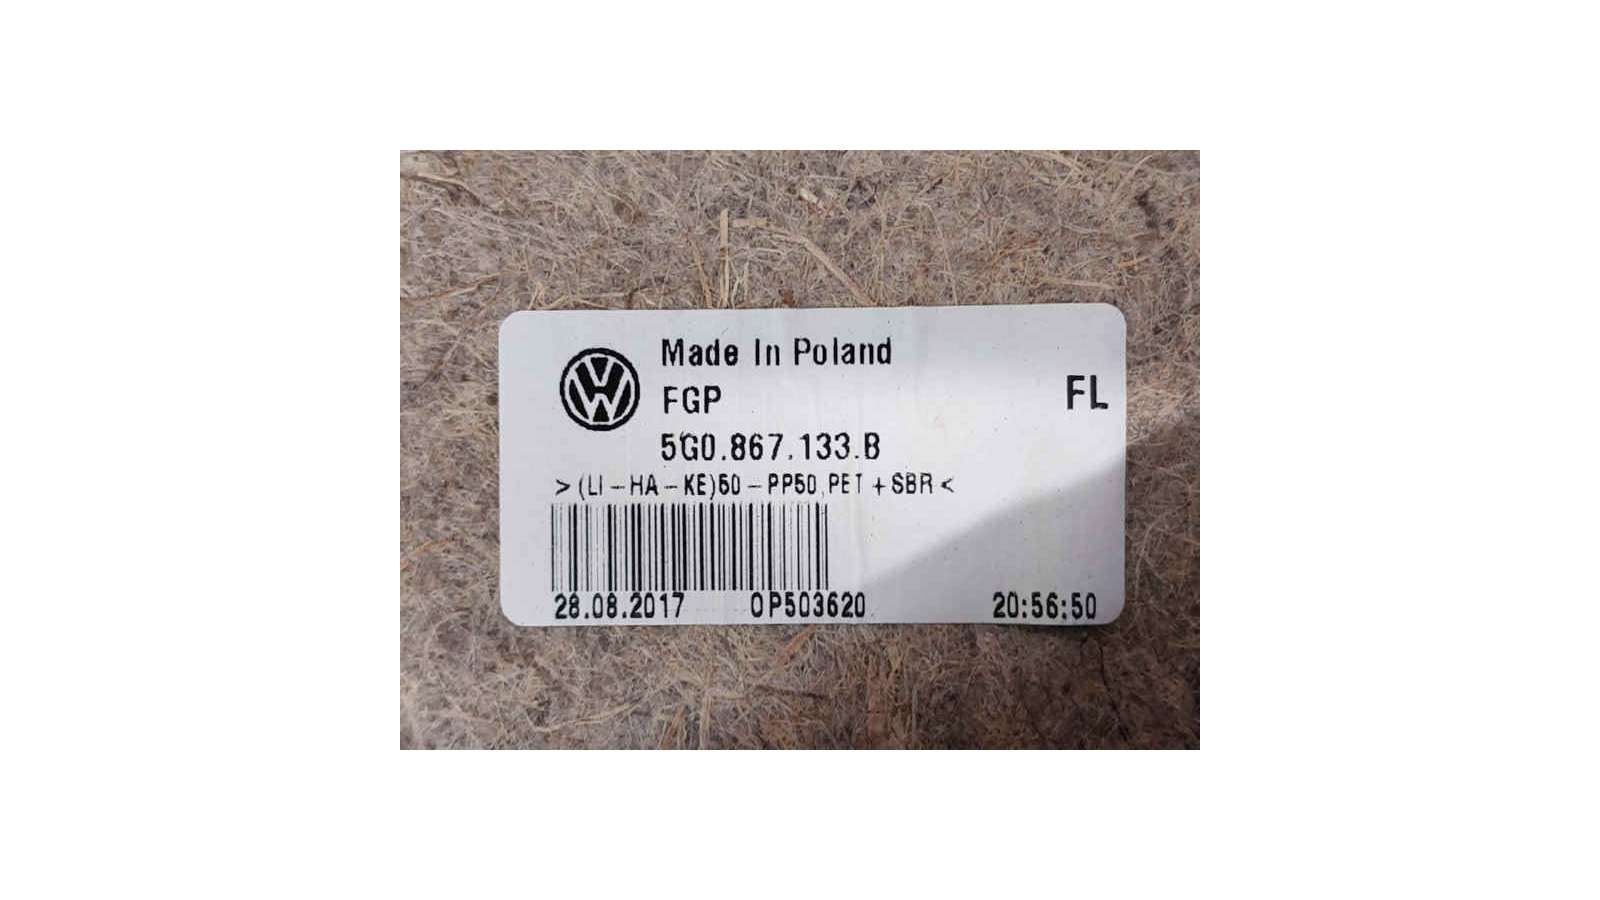 Made In Poland
FGP
FL
5G0.867.133.B
>(LI-HA-KE)50-PP50,PET+SBR<
28.08.2017 OP503620 20:56:50